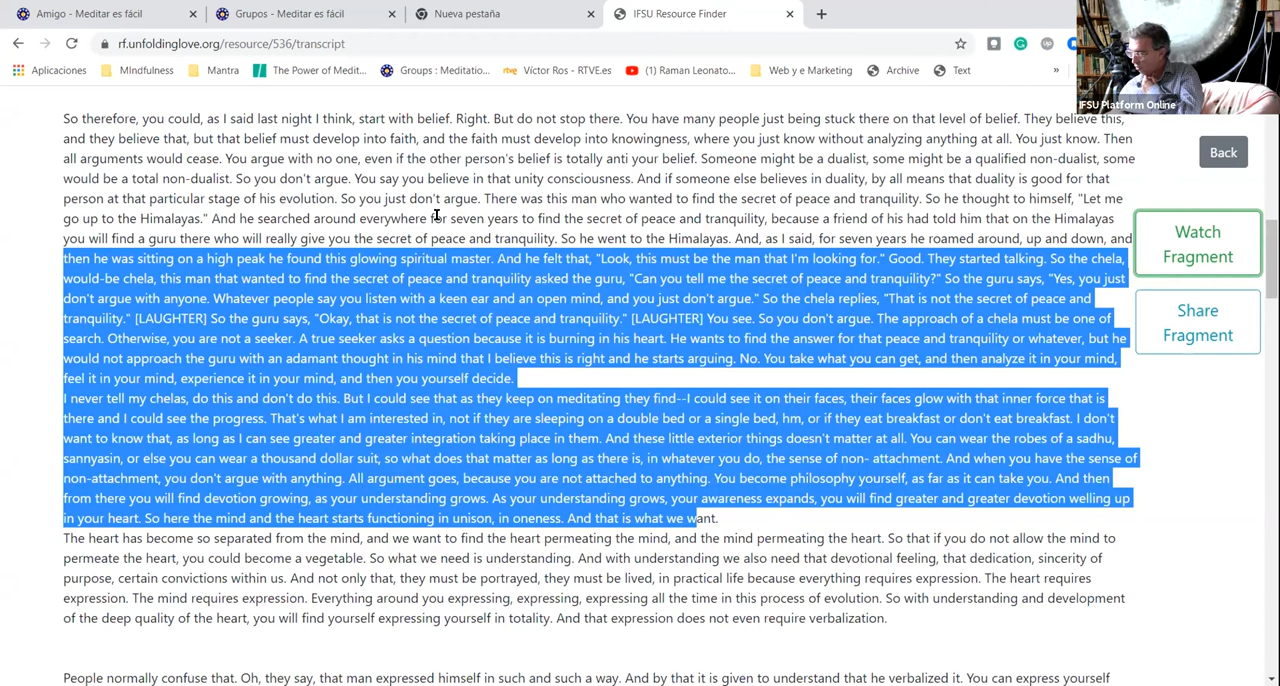 Amigo - Meditar es fácil
Grupos - Meditar es fácil
Nueva pestaña
IFSU Resource Finder
rf.unfoldinglove.org/resource/536/transcript
Aplicaciones
MIndfulness
Mantra
The Power of Medit...
Groups : Meditatio...
Víctor Ros - RTVE.es
(1) Raman Leonato...
Web y e Marketing
Archive
Text
»
IFSU Platform Online
So therefore, you could, as I said last night I think, start with belief. Right. But do not stop there. You have many people just being stuck there on that level of belief. They believe this,
and they believe that, but that belief must develop into faith, and the faith must develop into knowingness, where you just know without analyzing anything at all. You just know. Then
all arguments would cease. You argue with no one, even if the other person's belief is totally anti your belief. Someone might be a dualist, some might be a qualified non-dualist, some
would be a total non-dualist. So you don't argue. You say you believe in that unity consciousness. And if someone else believes in duality, by all means that duality is good for that
person at that particular stage of his evolution. So you just don't argue. There was this man who wanted to find the secret of peace and tranquility. So he thought to himself, "Let me
go up to the Himalayas." And he searched around everywhere for seven years to find the secret of peace and tranquility, because a friend of his had told him that on the Himalayas
you will find a guru there who will really give you the secret of peace and tranquility. So he went to the Himalayas. And, as I said, for seven years he roamed around, up and down, and
then he was sitting on a high peak he found this glowing spiritual master. And he felt that, "Look, this must be the man that I'm looking for." Good. They started talking. So the chela,
would-be chela, this man that wanted to find the secret of peace and tranquility asked the guru, "Can you tell me the secret of peace and tranquility?" So the guru says, "Yes, you just
don't argue with anyone. Whatever people say you listen with a keen ear and an open mind, and you just don't argue." So the chela replies, "That is not the secret of peace and
tranquility." [LAUGHTER] So the guru says, "Okay, that is not the secret of peace and tranquility." [LAUGHTER] You see. So you don't argue. The approach of a chela must be one of
search. Otherwise, you are not a seeker. A true seeker asks a question because it is burning in his heart. He wants to find the answer for that peace and tranquility or whatever, but he
would not approach the guru with an adamant thought in his mind that I believe this is right and he starts arguing. No. You take what you can get, and then analyze it in your mind,
feel it in your mind, experience it in your mind, and then you yourself decide.
I never tell my chelas, do this and don't do this. But I could see that as they keep on meditating they find--I could see it on their faces, their faces glow with that inner force that is
there and I could see the progress. That's what I am interested in, not if they are sleeping on a double bed or a single bed, hm, or if they eat breakfast or don't eat breakfast. I don't
want to know that, as long as I can see greater and greater integration taking place in them. And these little exterior things doesn't matter at all. You can wear the robes of a sadhu,
sannyasin, or else you can wear a thousand dollar suit, so what does that matter as long as there is, in whatever you do, the sense of non- attachment. And when you have the sense of
non-attachment, you don't argue with anything. All argument goes, because you are not attached to anything. You become philosophy yourself, as far as it can take you. And then
from there you will find devotion growing, as your understanding grows. As your understanding grows, your awareness expands, you will find greater and greater devotion welling up
in your heart. So here the mind and the heart starts functioning in unison, in oneness. And that is what we want.
The heart has become so separated from the mind, and we want to find the heart permeating the mind, and the mind permeating the heart. So that if you do not allow the mind to
permeate the heart, you could become a vegetable. So what we need is understanding. And with understanding we also need that devotional feeling, that dedication, sincerity of
purpose, certain convictions within us. And not only that, they must be portrayed, they must be lived, in practical life because everything requires expression. The heart requires
expression. The mind requires expression. Everything around you expressing, expressing, expressing all the time in this process of evolution. So with understanding and development
of the deep quality of the heart, you will find yourself expressing yourself in totality. And that expression does not even require verbalization.
People normally confuse that. Oh, they say, that man expressed himself in such and such a way. And by that it is given to understand that he verbalized it. You can express yourself
Back
Watch
Fragment
Share
Fragment